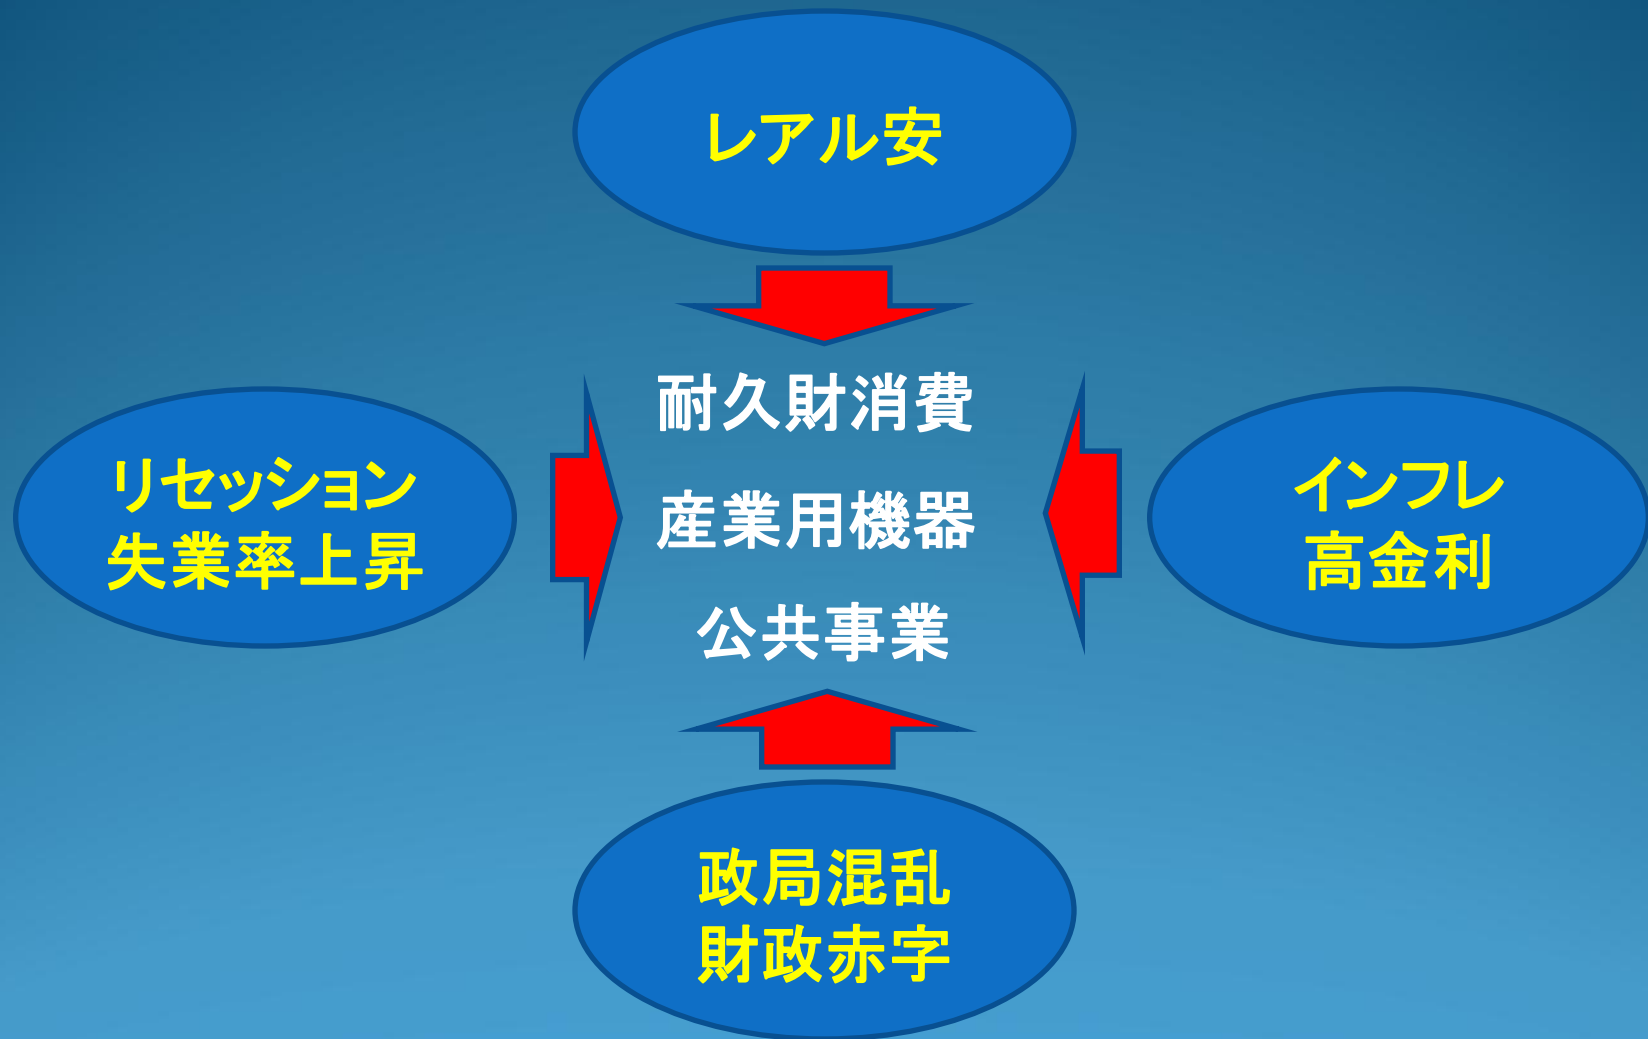 レアル安
耐久財消費
産業用機器
公共事業
リセッション
失業率上昇
インフレ
高金利
政局混乱
財政赤字